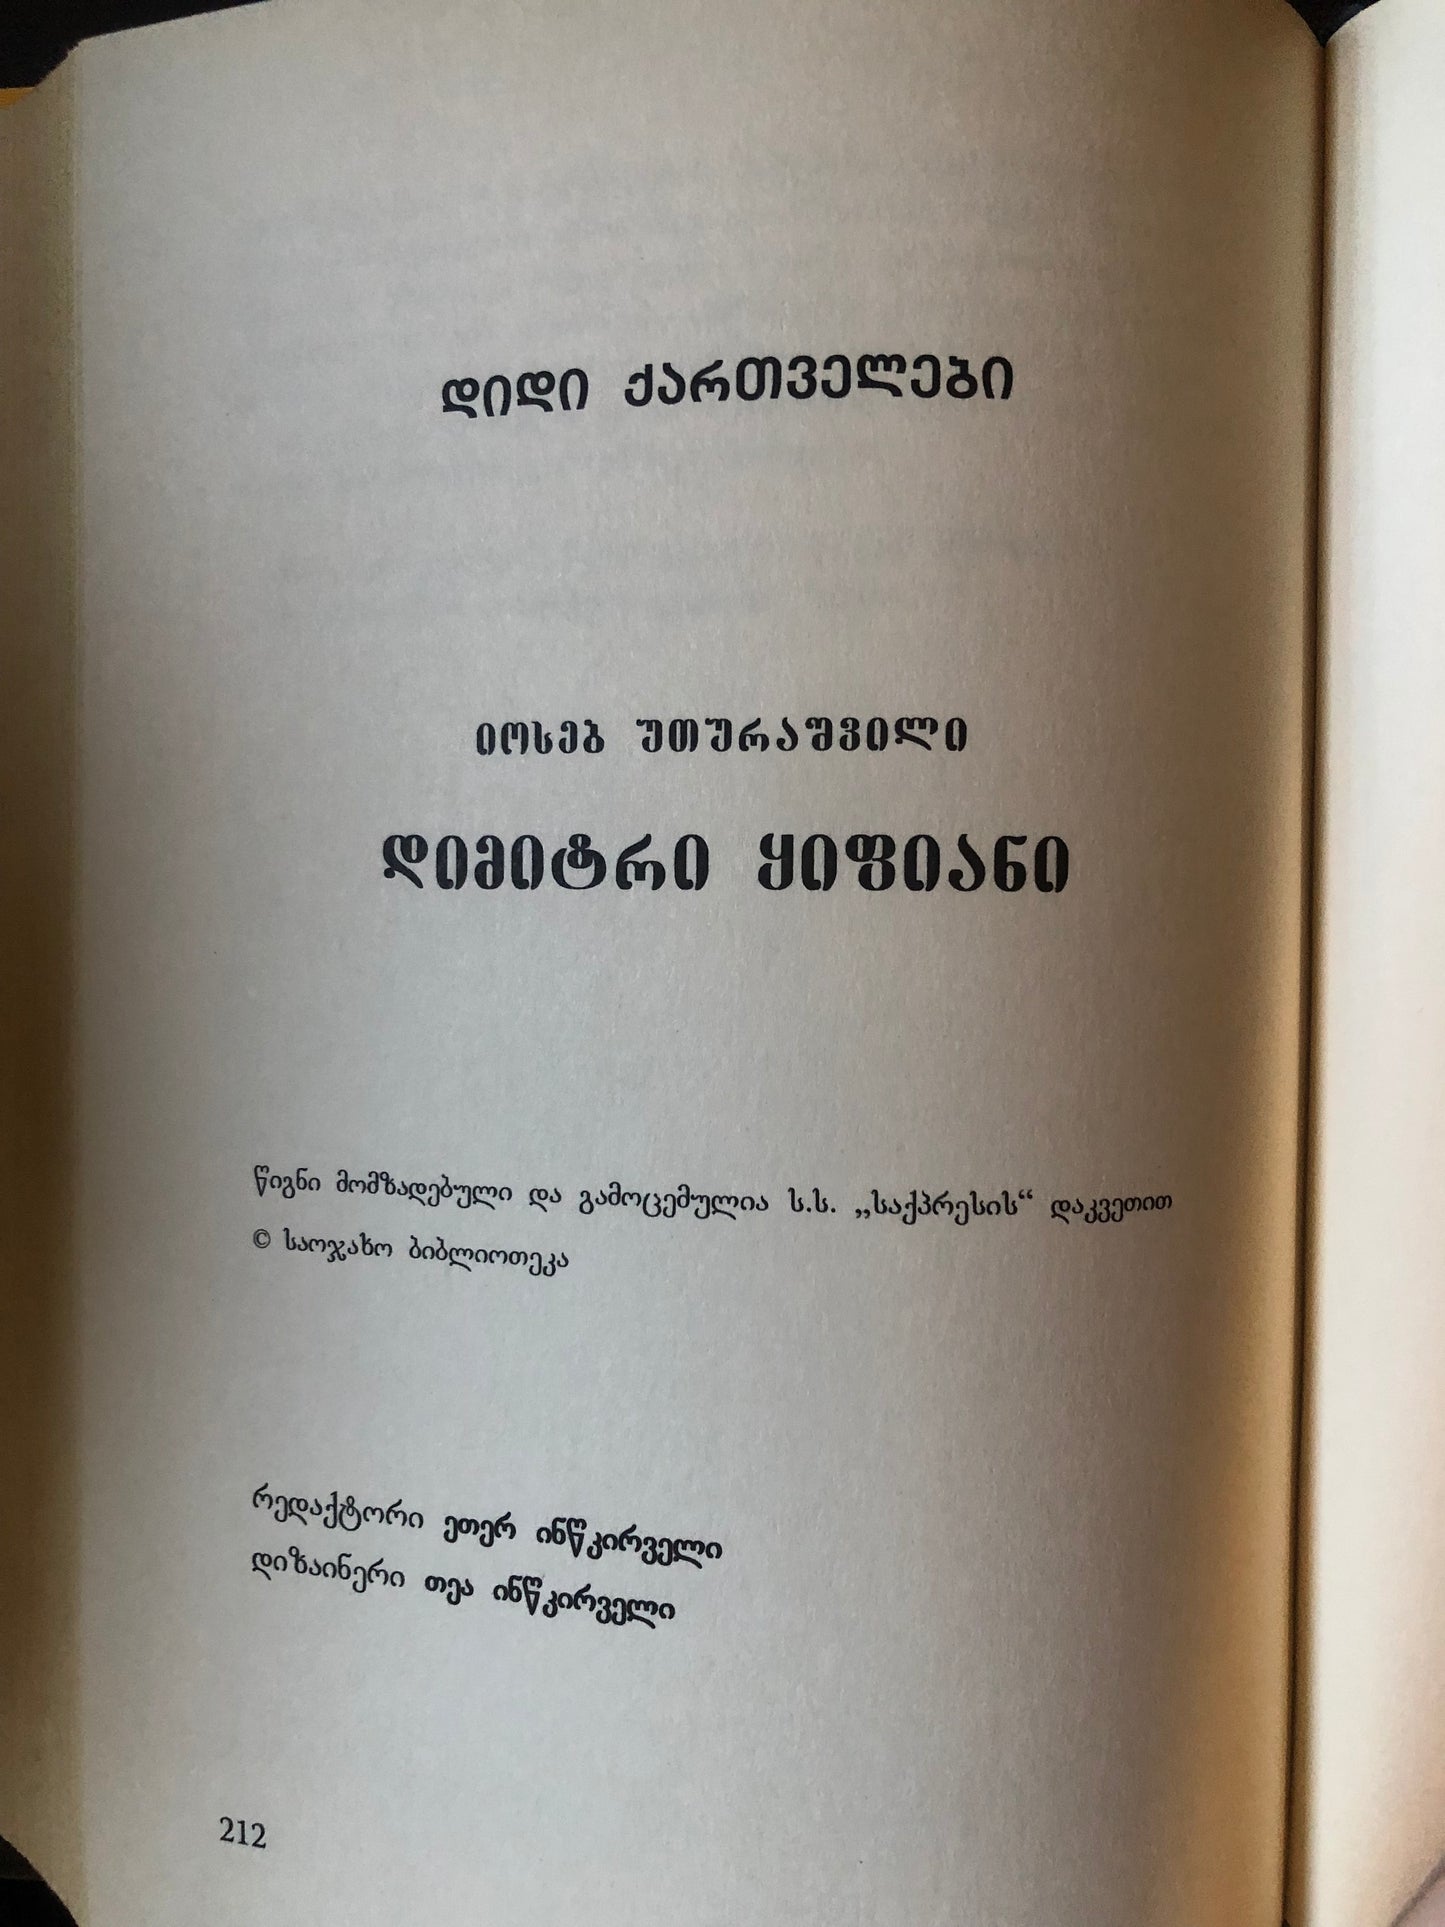 დიდი ქართველები
იოსებ უთურაშვილი
დიმიტრი ყიფიანი
წიგნი მომზადებული და გამოცემულია ს.ს. „საქპრესის“ დაკვეთით
© საოჯახო ბიბლიოთეკა
რედაქტორი ეთერ ინწკირველი
დიზაინერი თეა ინწკირველი
212